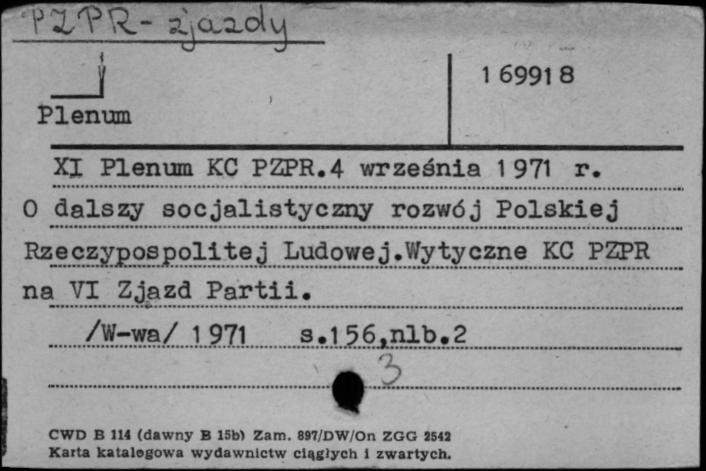 PZPR - zjazdy
169918
Plenum
XI Plenum KC PZPR.4 września 1971 r.
O dalszy socjalistyczny rozwój Polskiej
Rzeczypospolitej Ludowej.Wytyczne KC PZPR
na VI Zjazd Partii.
/W-wa/ 1971 s.156,nlb.2
3
CWD B 114 (dawny B 15b) Zam. 897/DW/On ZGG 2542
Karta katalogowa wydawnictw ciągłych i zwartych.